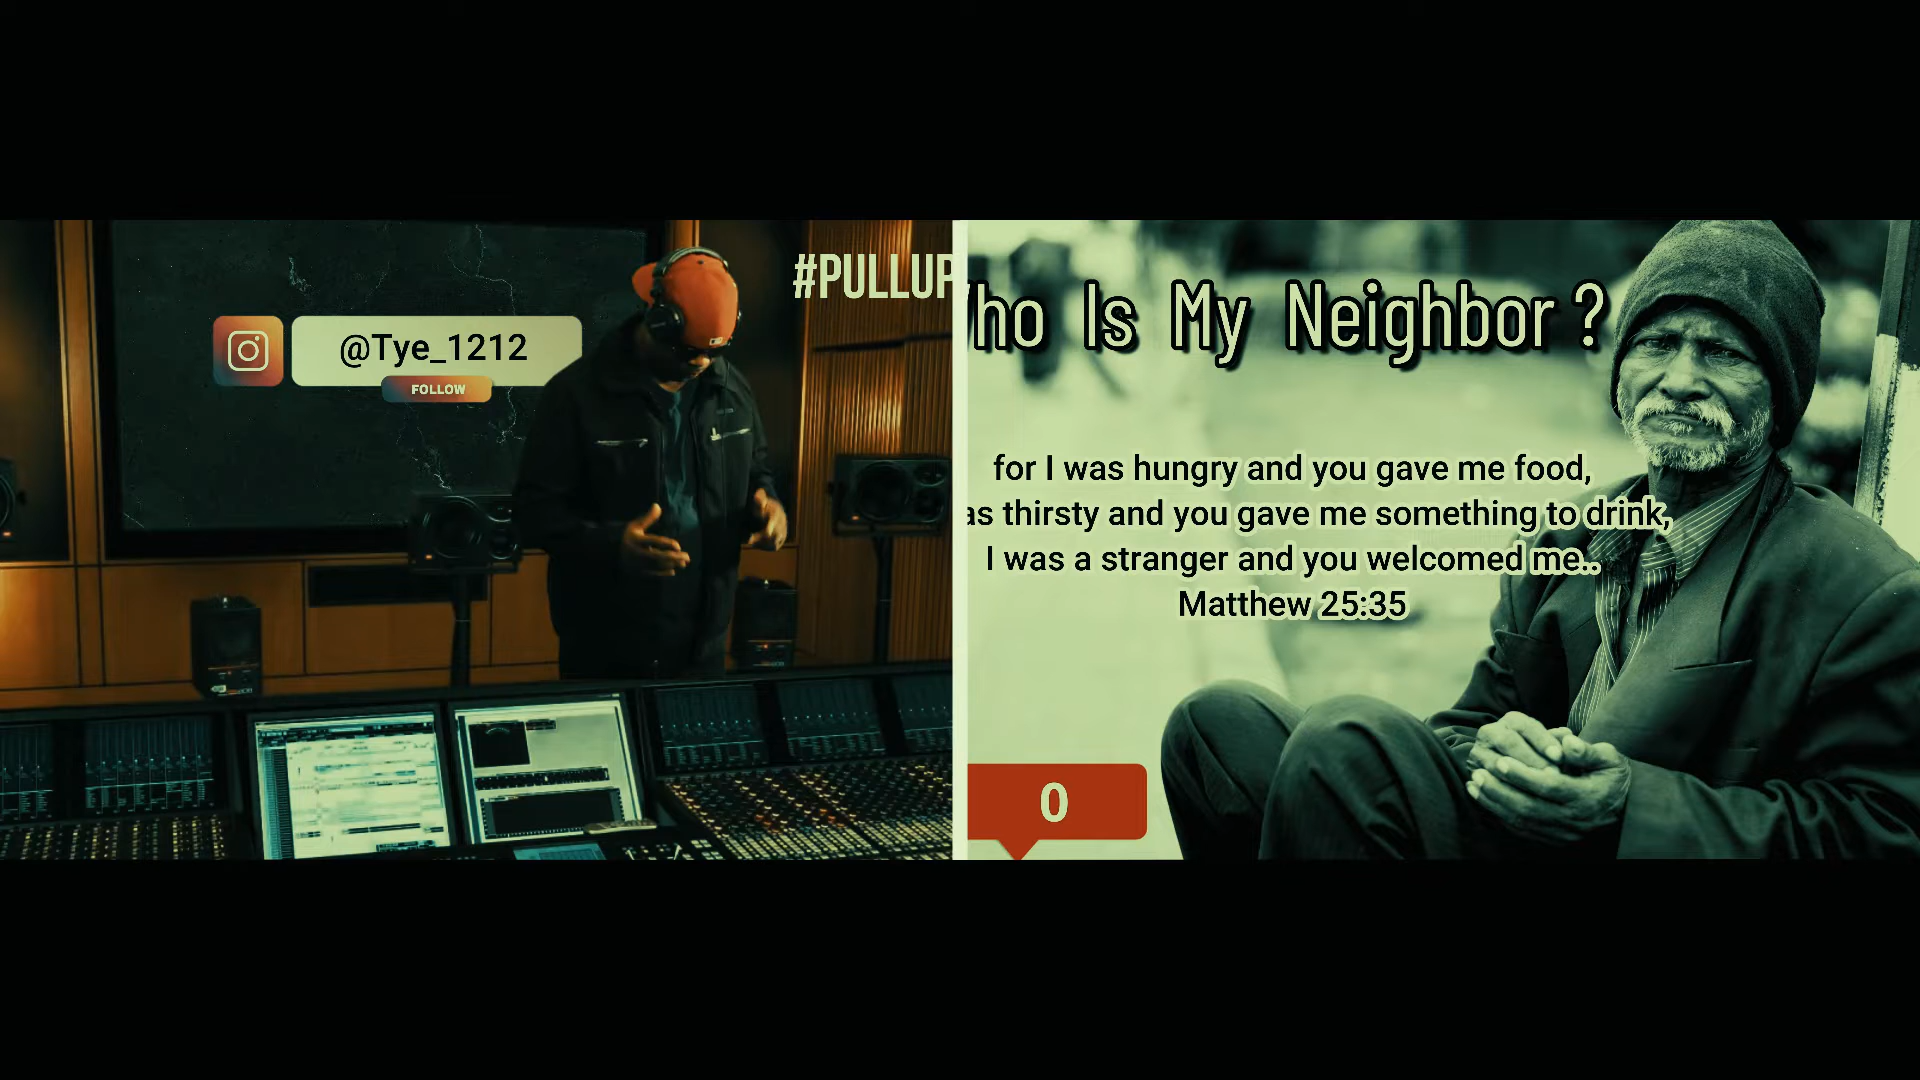 @Tye_1212
FOLLOW
#PULLUP
ho Is My Neighbor?
for I was hungry and you gave me food,
as thirsty and you gave me something to drink,
I was a stranger and you welcomed me..
Matthew 25:35
0